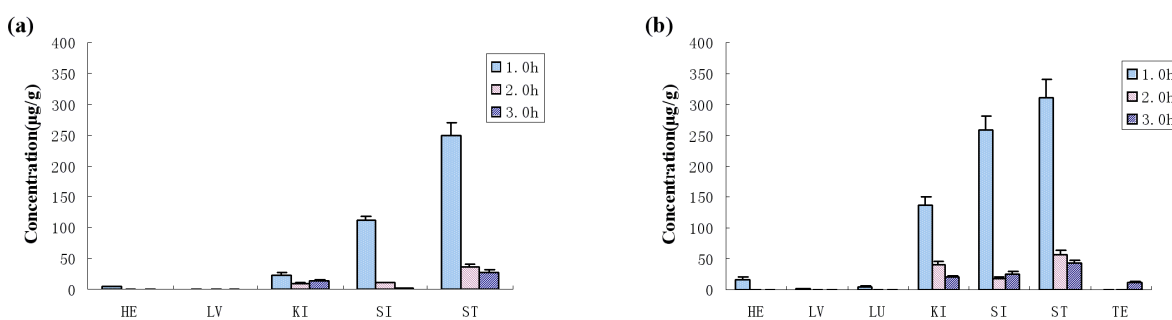 (a)
Concentration(μg/g)
400
350
300
250
200
150
100
50
0
HE LV KI SI ST
1.0h
2.0h
3.0h
(b)
Concentration(μg/g)
400
350
300
250
200
150
100
50
0
HE LV LU KI SI ST TE
1.0h
2.0h
3.0h